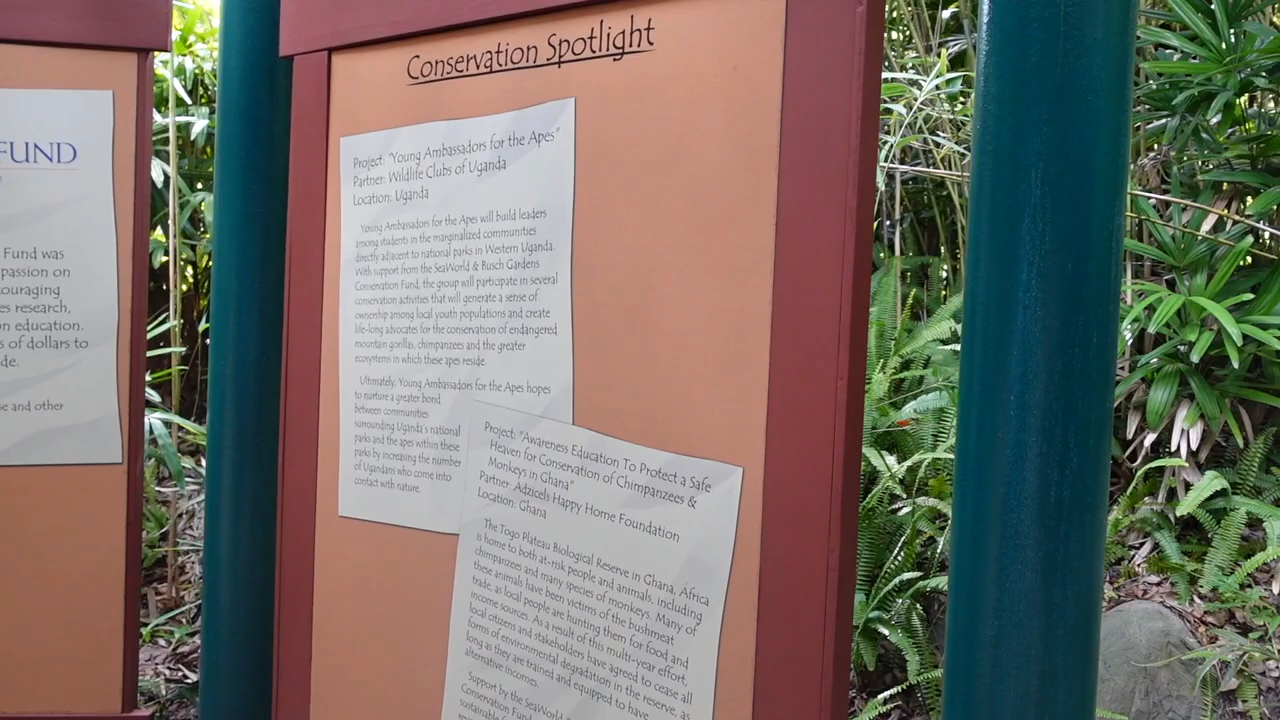 FUND
Fund was
passion on
couraging
es research,
on education.
s of dollars to
de.
se and other
Conservation Spotlight
Project: "Young Ambassadors for the Apes"
Partner: Wildlife Clubs of Uganda
Location: Uganda
Young Ambassadors for the Apes will build leaders
among students in the marginalized communities
directly adjacent to national parks in Western Uganda.
With support from the SeaWorld & Busch Gardens
Conservation Fund, the group will participate in several
conservation activities that will generate a sense of
ownership among local youth populations and create
life-long advocates for the conservation of endangered
mountain gorillas, chimpanzees and the greater
ecosystems in which these apes reside.
Ultimately, Young Ambassadors for the Apes hopes
to nurture a greater bond
between communities
surrounding Uganda's national
parks and the apes within these
parks by increasing the number
of Ugandans who come into
contact with nature.
Project: "Awareness Education To Protect a Safe
Heaven for Conservation of Chimpanzees &
Monkeys in Ghana"
Partner: Adzicels Happy Home Foundation
Location: Ghana
The Togo Plateau Biological Reserve in Ghana, Africa
is home to both at-risk people and animals, including
chimpanzees and many species of monkeys. Many of
these animals have been victims of the bushmeat
trade, as local people are hunting them for food and
income sources. As a result of this multi-year effort,
local citizens and stakeholders have agreed to cease all
forms of environmental degradation in the reserve, as
long as they are trained and equipped to have
alternative incomes.
Support by the SeaWorld
Conservation Fund
sustainable